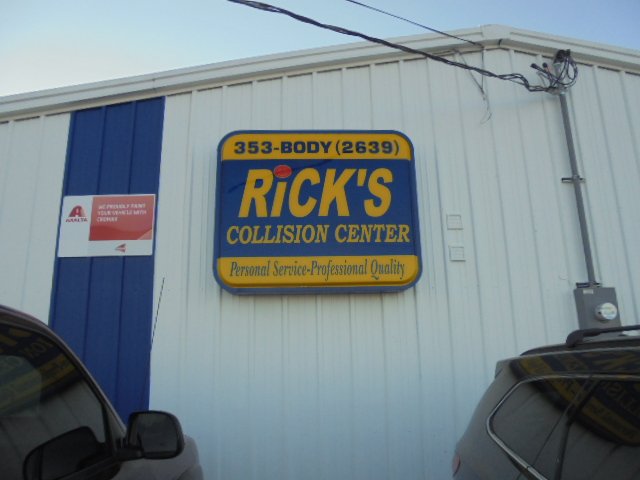 353-BODY(2639)
RiCK'S
COLLISION CENTER
Personal Service-Professional Quality
AXALTA
WE PROUDLY PAINT
YOUR VEHICLE WITH
CROMAX